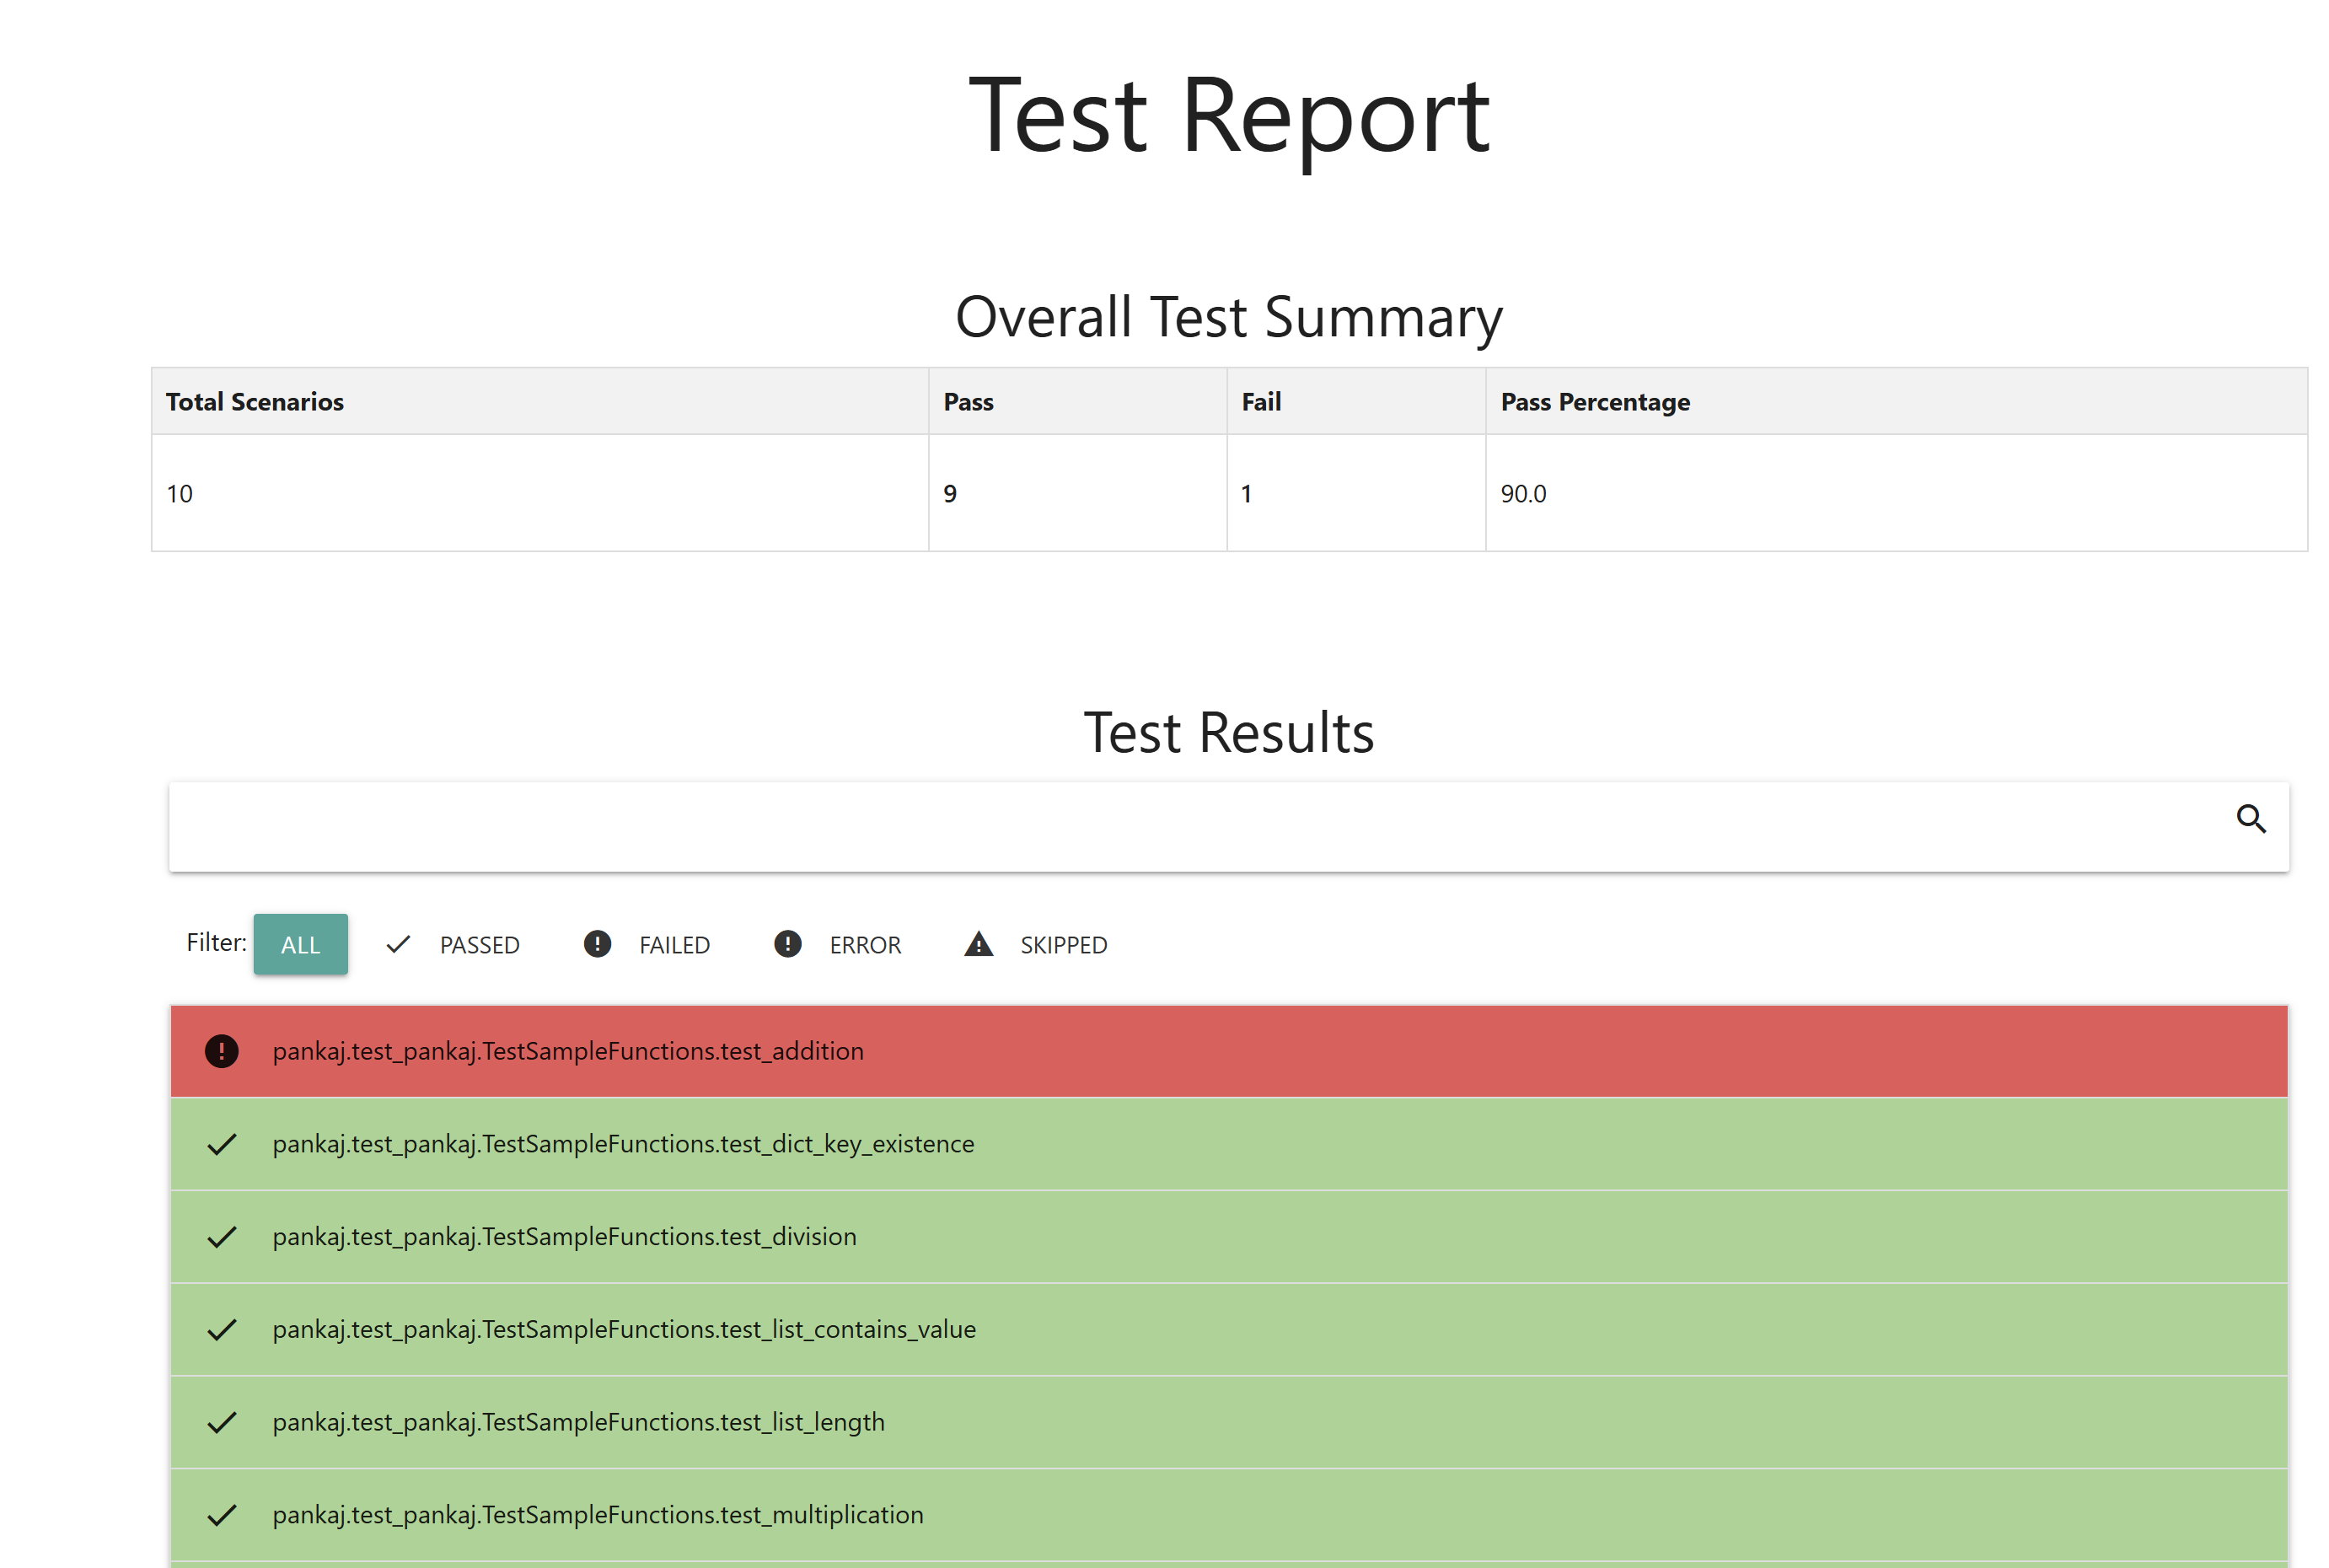 Test Report
Overall Test Summary
Total Scenarios Pass Fail Pass Percentage
10 9 1 90.0
Test Results
Filter: ALL PASSED FAILED ERROR SKIPPED
pankaj.test_pankaj.TestSampleFunctions.test_addition
pankaj.test_pankaj.TestSampleFunctions.test_dict_key_existence
pankaj.test_pankaj.TestSampleFunctions.test_division
pankaj.test_pankaj.TestSampleFunctions.test_list_contains_value
pankaj.test_pankaj.TestSampleFunctions.test_list_length
pankaj.test_pankaj.TestSampleFunctions.test_multiplication